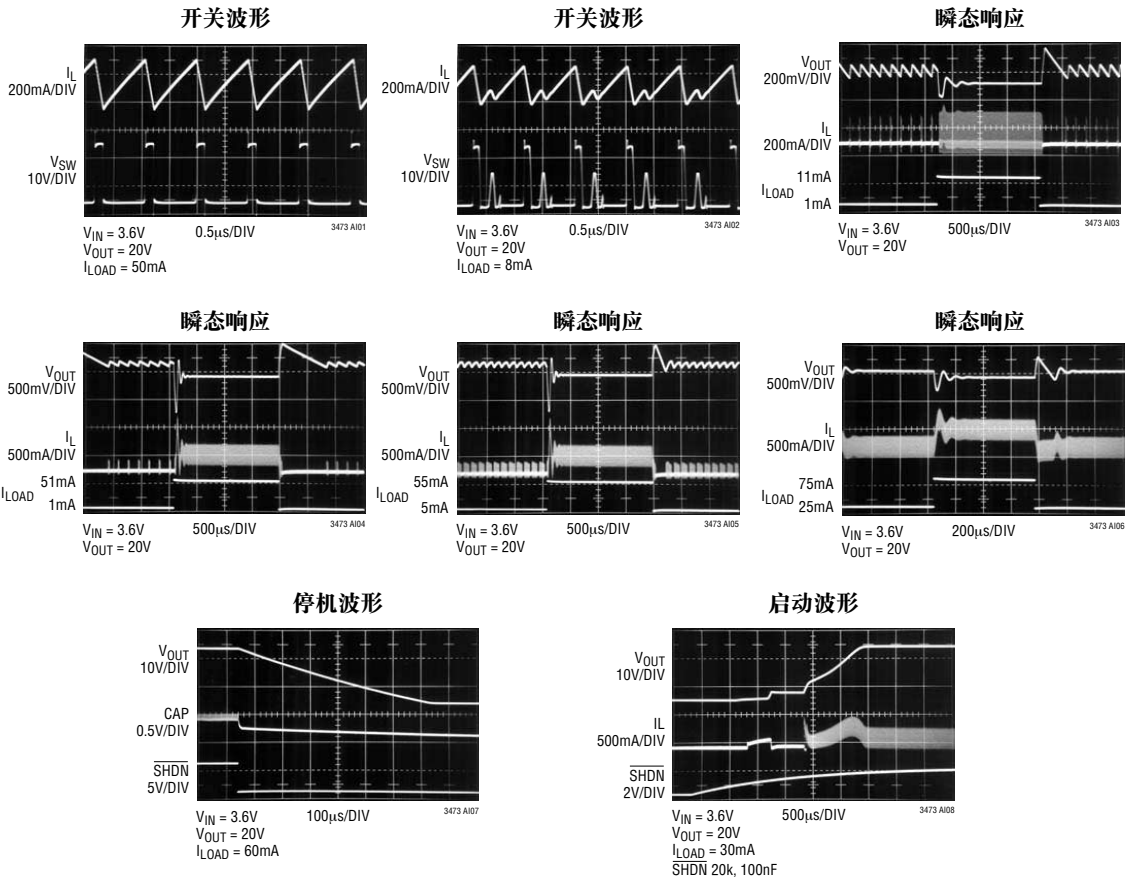 开关波形
I_L
200mA/DIV
V_SW
10V/DIV
V_IN = 3.6V
V_OUT = 20V
I_LOAD = 50mA
0.5µs/DIV
3473 AI01
开关波形
I_L
200mA/DIV
V_SW
10V/DIV
V_IN = 3.6V
V_OUT = 20V
I_LOAD = 8mA
0.5µs/DIV
3473 AI02
瞬态响应
V_OUT
200mV/DIV
I_L
200mA/DIV
11mA
I_LOAD
1mA
V_IN = 3.6V
V_OUT = 20V
500µs/DIV
3473 AI03
瞬态响应
V_OUT
500mV/DIV
I_L
500mA/DIV
51mA
I_LOAD
1mA
V_IN = 3.6V
V_OUT = 20V
500µs/DIV
3473 AI04
瞬态响应
V_OUT
500mV/DIV
I_L
500mA/DIV
55mA
I_LOAD
5mA
V_IN = 3.6V
V_OUT = 20V
500µs/DIV
3473 AI05
瞬态响应
V_OUT
500mV/DIV
I_L
500mA/DIV
75mA
I_LOAD
25mA
V_IN = 3.6V
V_OUT = 20V
200µs/DIV
3473 AI06
停机波形
V_OUT
10V/DIV
CAP
0.5V/DIV
SHDN
5V/DIV
V_IN = 3.6V
V_OUT = 20V
I_LOAD = 60mA
100µs/DIV
3473 AI07
启动波形
V_OUT
10V/DIV
IL
500mA/DIV
SHDN
2V/DIV
V_IN = 3.6V
V_OUT = 20V
I_LOAD = 30mA
SHDN 20k, 100nF
500µs/DIV
3473 AI08